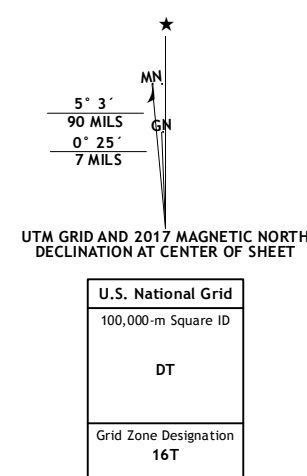 MN.
5° 3´
90 MILS
GN
0° 25´
7 MILS
UTM GRID AND 2017 MAGNETIC NORTH
DECLINATION AT CENTER OF SHEET
U.S. National Grid
100,000-m Square ID
DT
Grid Zone Designation
16T